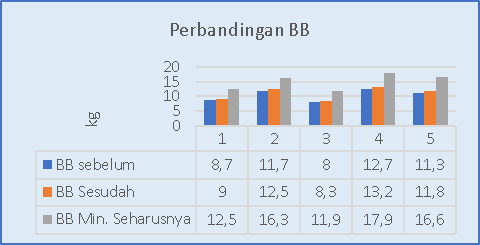 Perbandingan BB
kg
20
15
10
5
0
1 2 3 4 5
BB sebelum 8,7 11,7 8 12,7 11,3
BB Sesudah 9 12,5 8,3 13,2 11,8
BB Min. Seharusnya 12,5 16,3 11,9 17,9 16,6